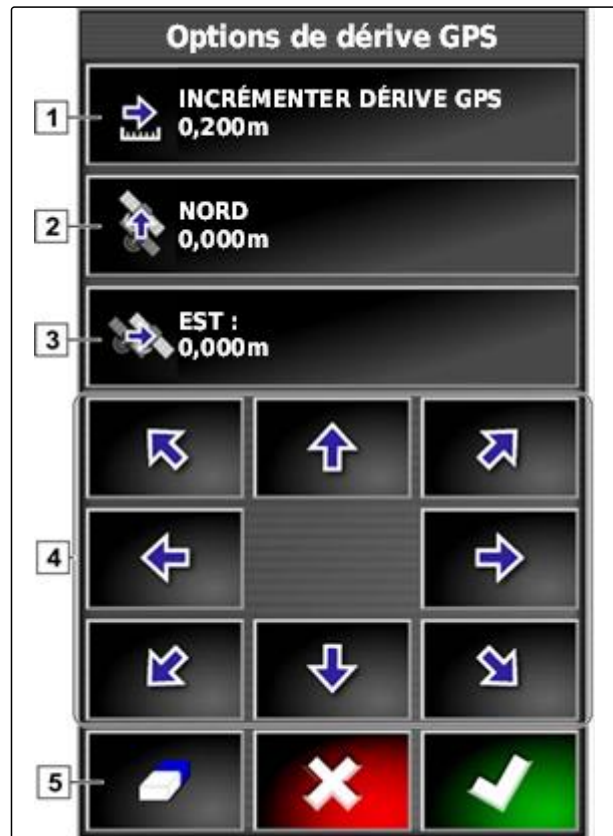 Options de dérive GPS
1
INCRÉMENTER DÉRIVE GPS
0,200m
2
NORD
0,000m
3
EST :
0,000m
4
5